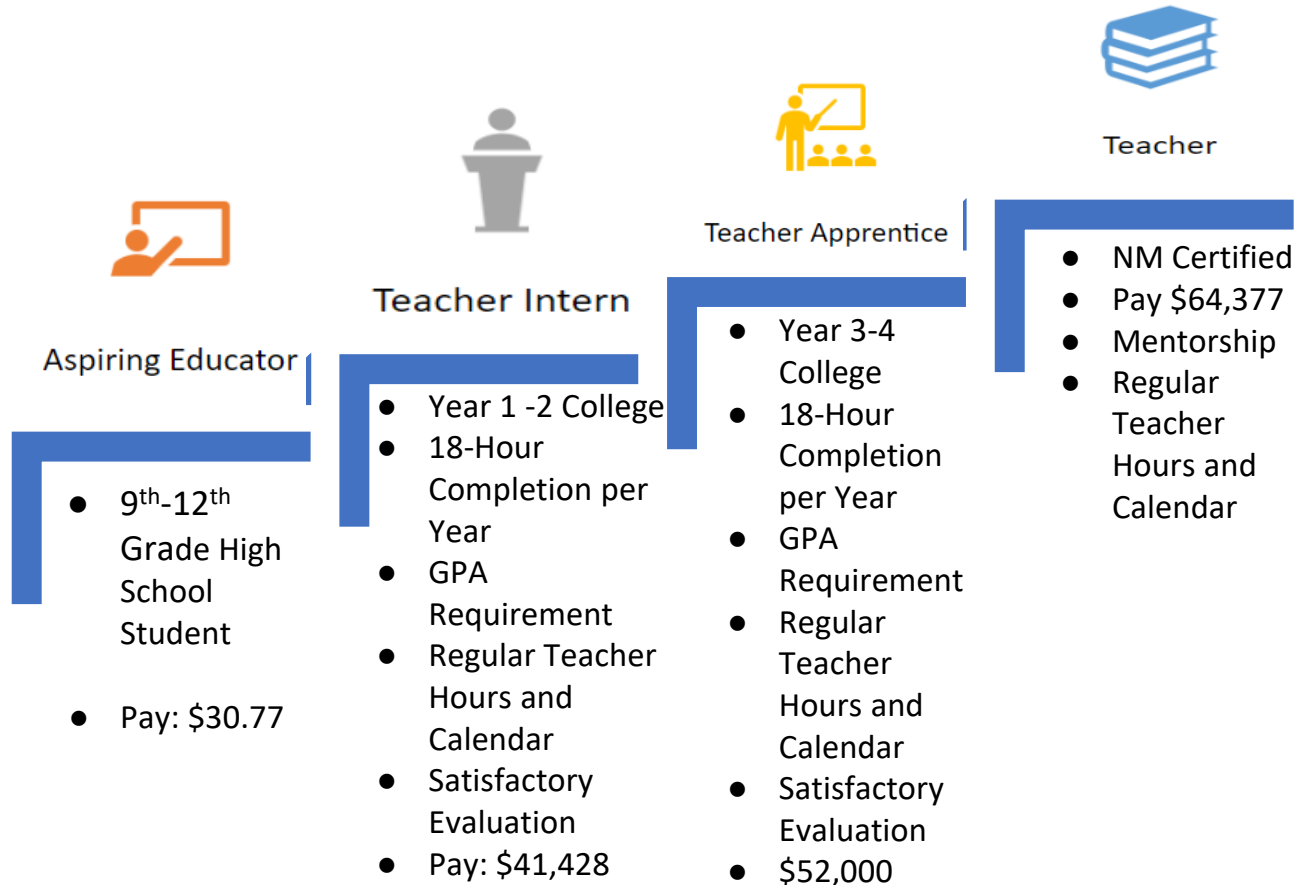 Aspiring Educator
● 9th-12th
Grade High
School
Student
● Pay: $30.77
Teacher Intern
● Year 1 -2 College
● 18-Hour
Completion per
Year
● GPA
Requirement
● Regular Teacher
Hours and
Calendar
● Satisfactory
Evaluation
● Pay: $41,428
Teacher Apprentice
● Year 3-4
College
● 18-Hour
Completion
per Year
● GPA
Requirement
● Regular
Teacher
Hours and
Calendar
● Satisfactory
Evaluation
● $52,000
Teacher
● NM Certified
● Pay $64,377
● Mentorship
● Regular
Teacher
Hours and
Calendar